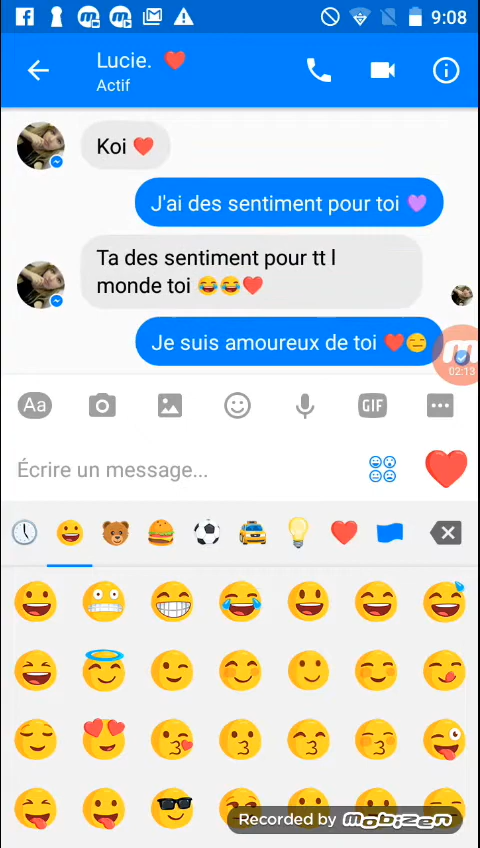 9:08
Lucie. ❤️
Actif
Koi ❤️
J'ai des sentiment pour toi 💜
Ta des sentiment pour tt l
monde toi 😂😂❤️
Je suis amoureux de toi ❤️😑
02:13
Aa
GIF
Écrire un message...
Recorded by mobizen